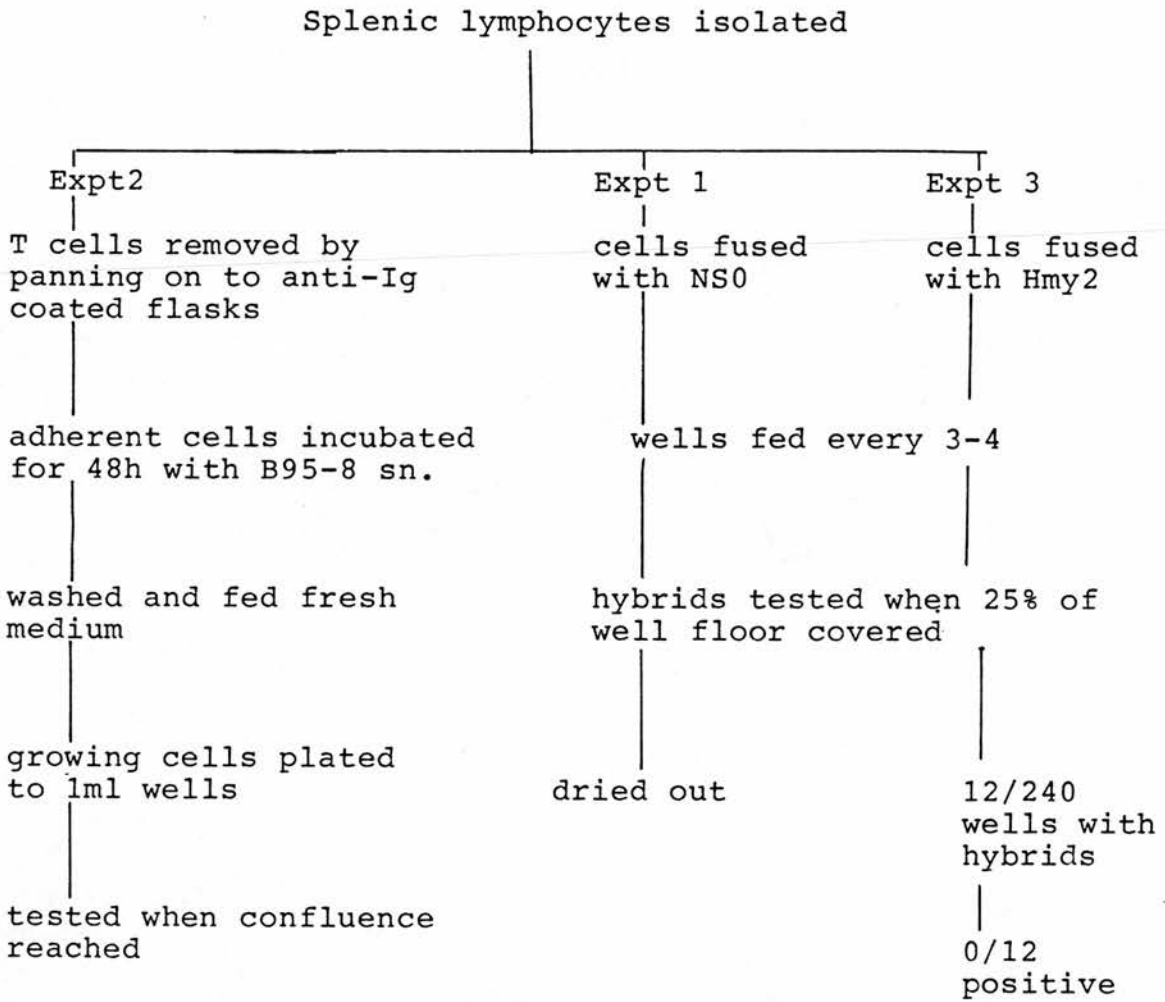 Splenic lymphocytes isolated
Expt2
T cells removed by
panning on to anti-Ig
coated flasks
adherent cells incubated
for 48h with B95-8 sn.
washed and fed fresh
medium
growing cells plated
to 1ml wells
tested when confluence
reached
Expt 1
cells fused
with NS0
Expt 3
cells fused
with Hmy2
wells fed every 3-4
hybrids tested when 25% of
well floor covered
dried out
12/240
wells with
hybrids
0/12
positive